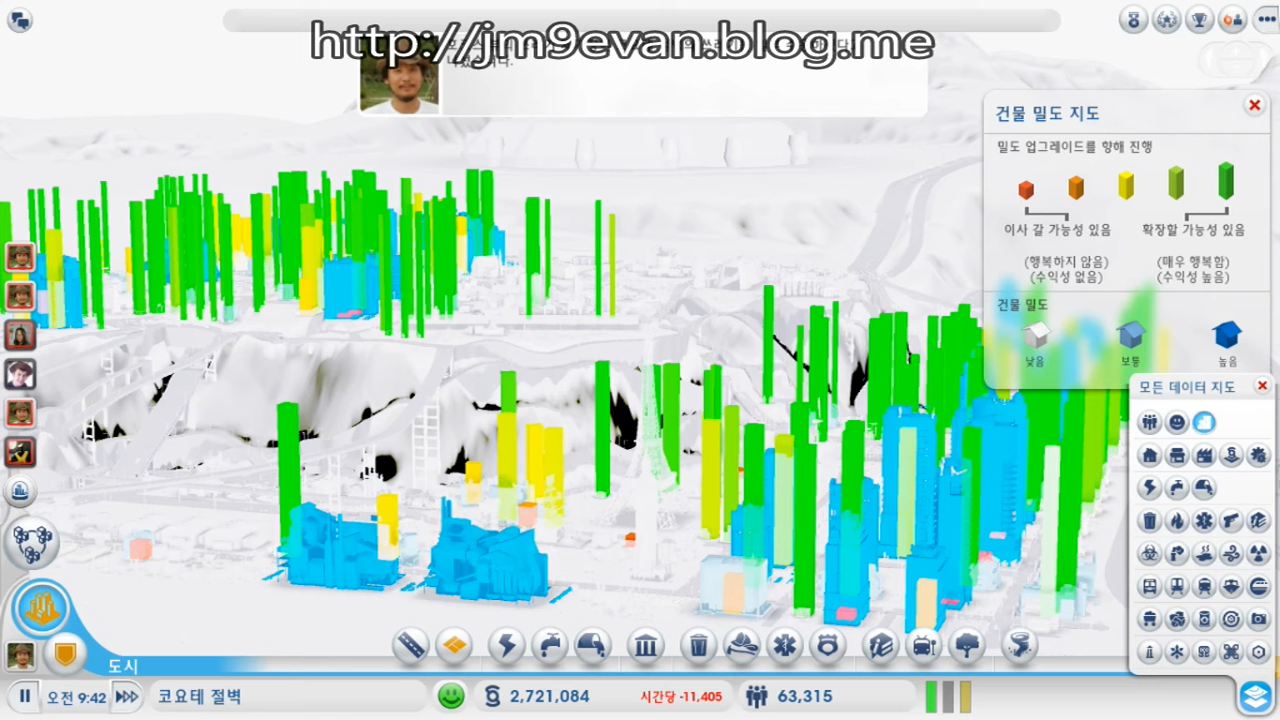 http://jm9evan.blog.me
건물 밀도 지도
밀도 업그레이드를 향해 진행
이사 갈 가능성 있음
확장할 가능성 있음
(행복하지 않음)
(수익성 없음)
(매우 행복함)
(수익성 높음)
건물 밀도
낮음
보통
높음
모든 데이터 지도
도시
오전 9:42
코요테 절벽
2,721,084
시간당 -11,405
63,315